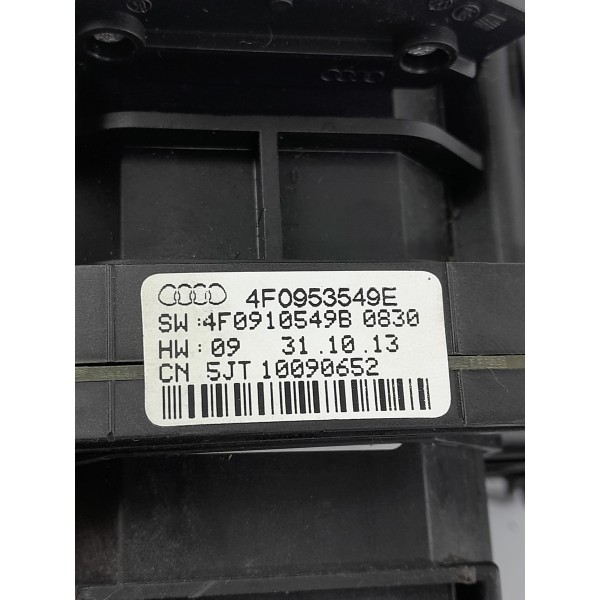 4F0953549E
SW :4F0910549B 0830
HW : 09 31.10.13
CN 5JT 10090652